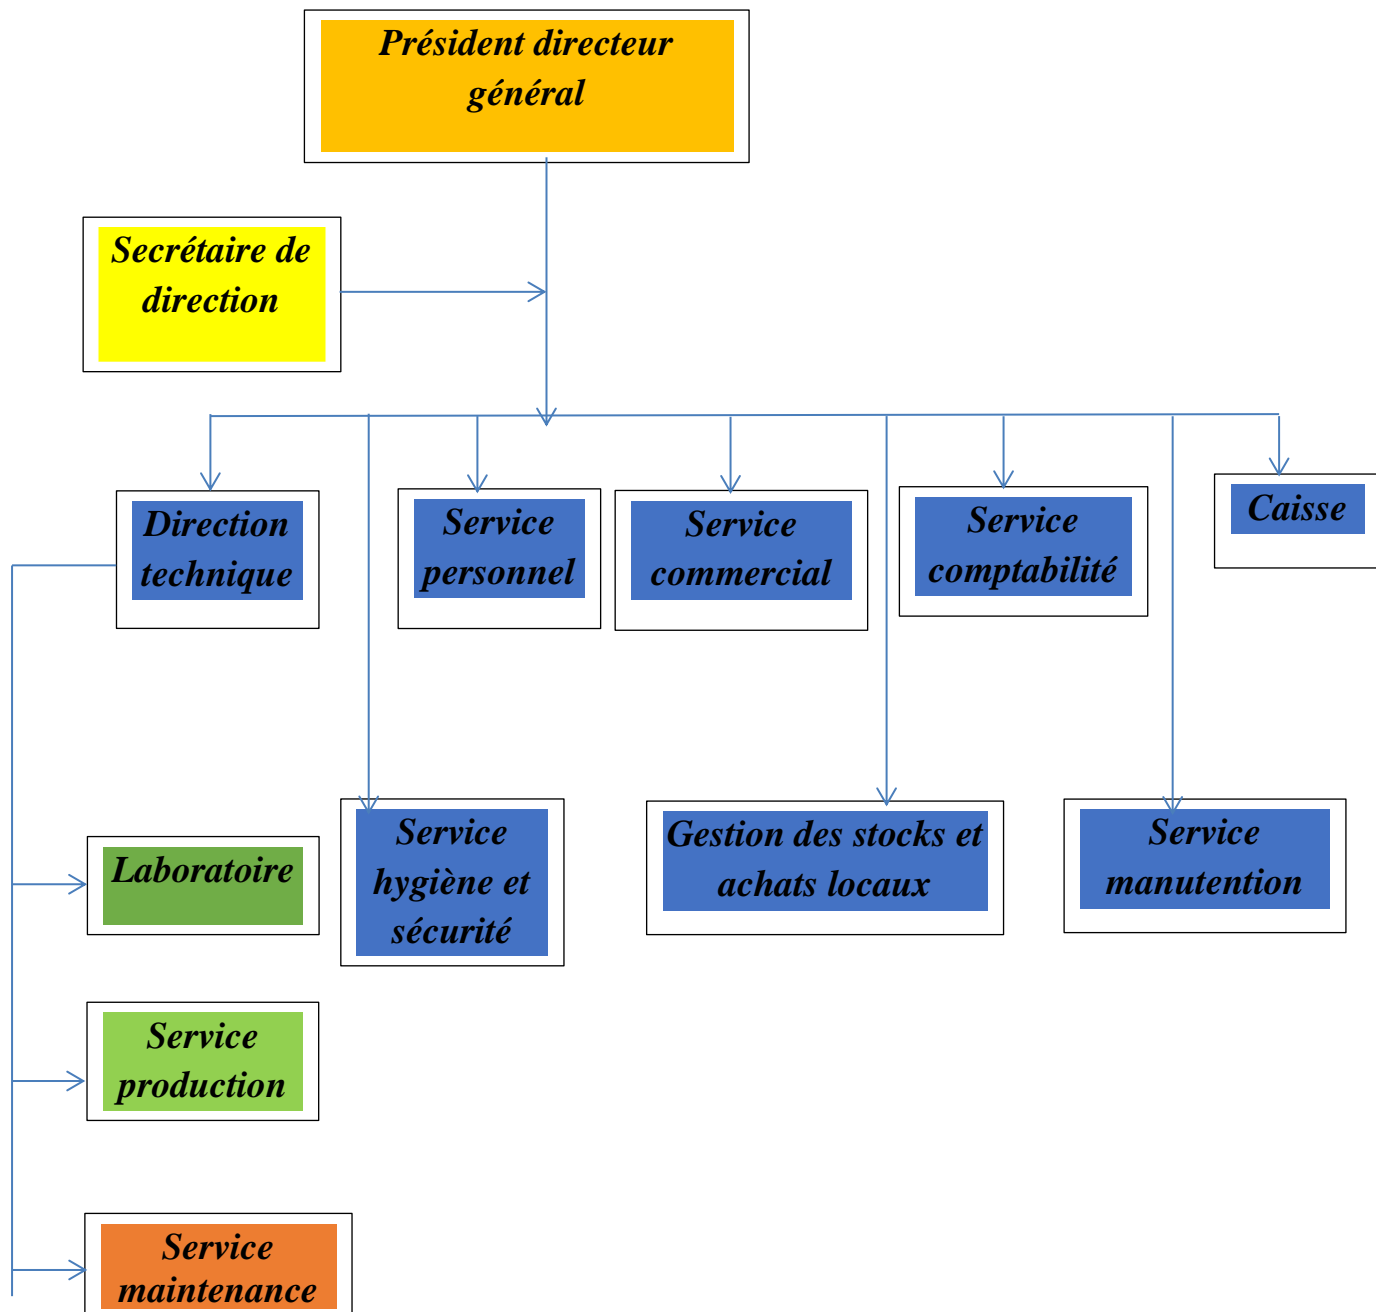 Président directeur
général
Secrétaire de
direction
Direction
technique
Service
personnel
Service
commercial
Service
comptabilité
Caisse
Laboratoire
Service
hygiène et
sécurité
Gestion des stocks et
achats locaux
Service
manutention
Service
production
Service
maintenance